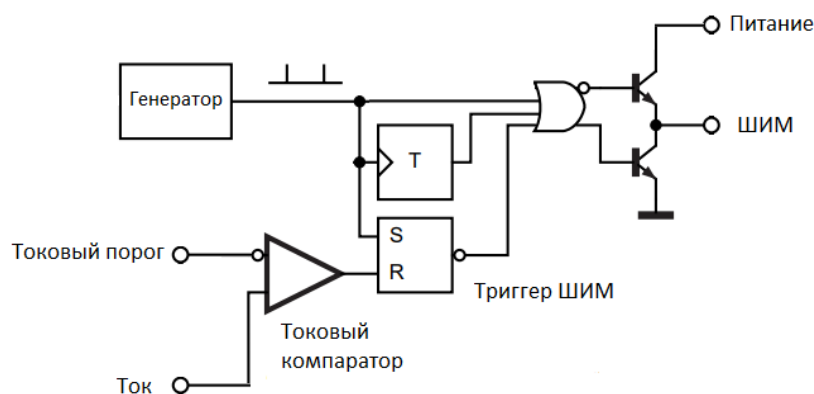 Питание
Генератор
ШИМ
T
Токовый порог
S
R
Триггер ШИМ
Токовый
компаратор
Ток